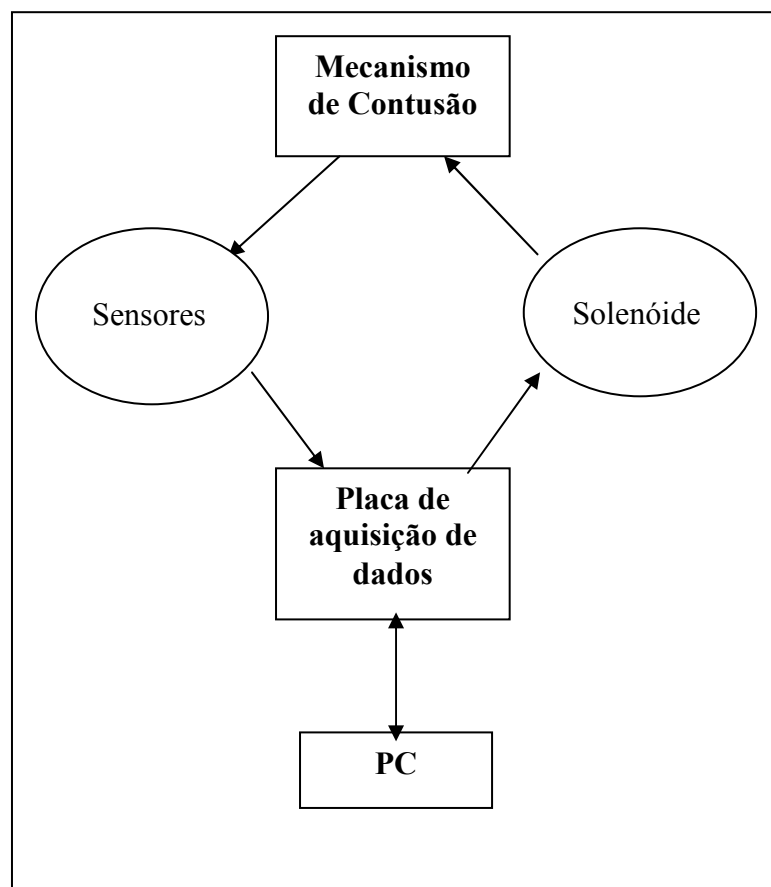 Mecanismo
de Contusão
Sensores
Solenóide
Placa de
aquisição de
dados
PC